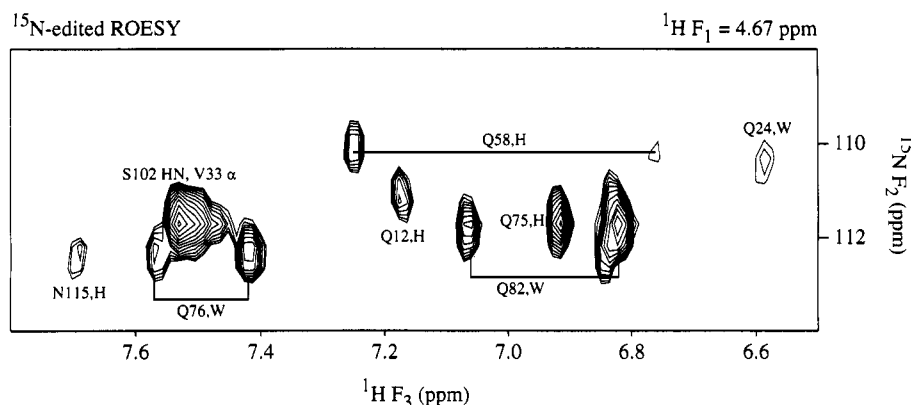 15N-edited ROESY
1H F1 = 4.67 ppm
Q58,H
Q24,W
110
S102 HN, V33 α
Q12,H
Q75,H
112
N115,H
Q76,W
Q82,W
15N F2 (ppm)
7.6
7.4
7.2
7.0
6.8
6.6
1H F3 (ppm)